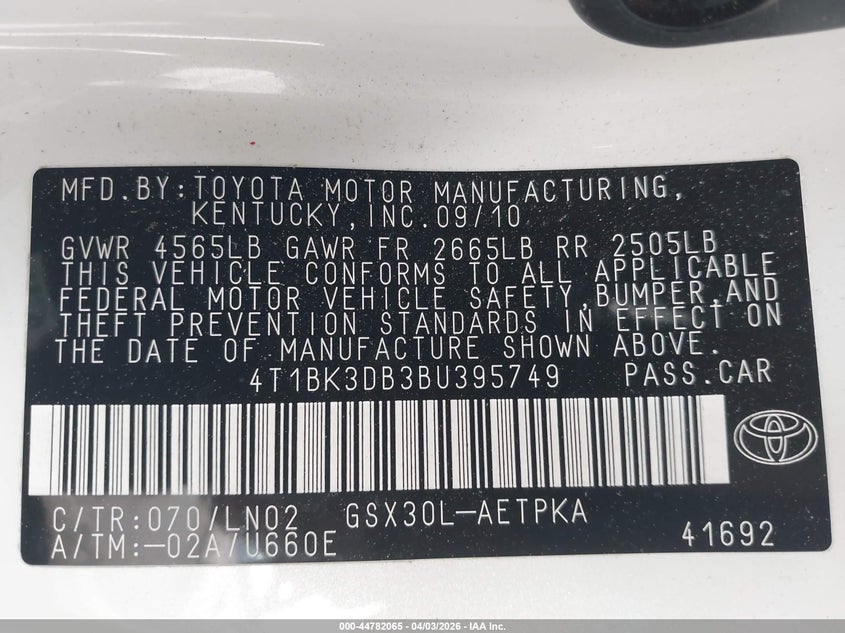 MFD.BY:TOYOTA MOTOR MANUFACTURING,
KENTUCKY,INC.09/10
GVWR 4565LB GAWR FR 2665LB RR 2505LB
THIS VEHICLE CONFORMS TO ALL APPLICABLE
FEDERAL MOTOR VEHICLE SAFETY,BUMPER,AND
THEFT PREVENTION STANDARDS IN EFFECT ON
THE DATE OF MANUFACTURE SHOWN ABOVE.
4T1BK3DB3BU395749 PASS.CAR
C/TR:070/LN02 GSX30L-AETPKA
A/TM:-02A/U660E 41692
000-44782065 | 04/03/2026 - IAA Inc.